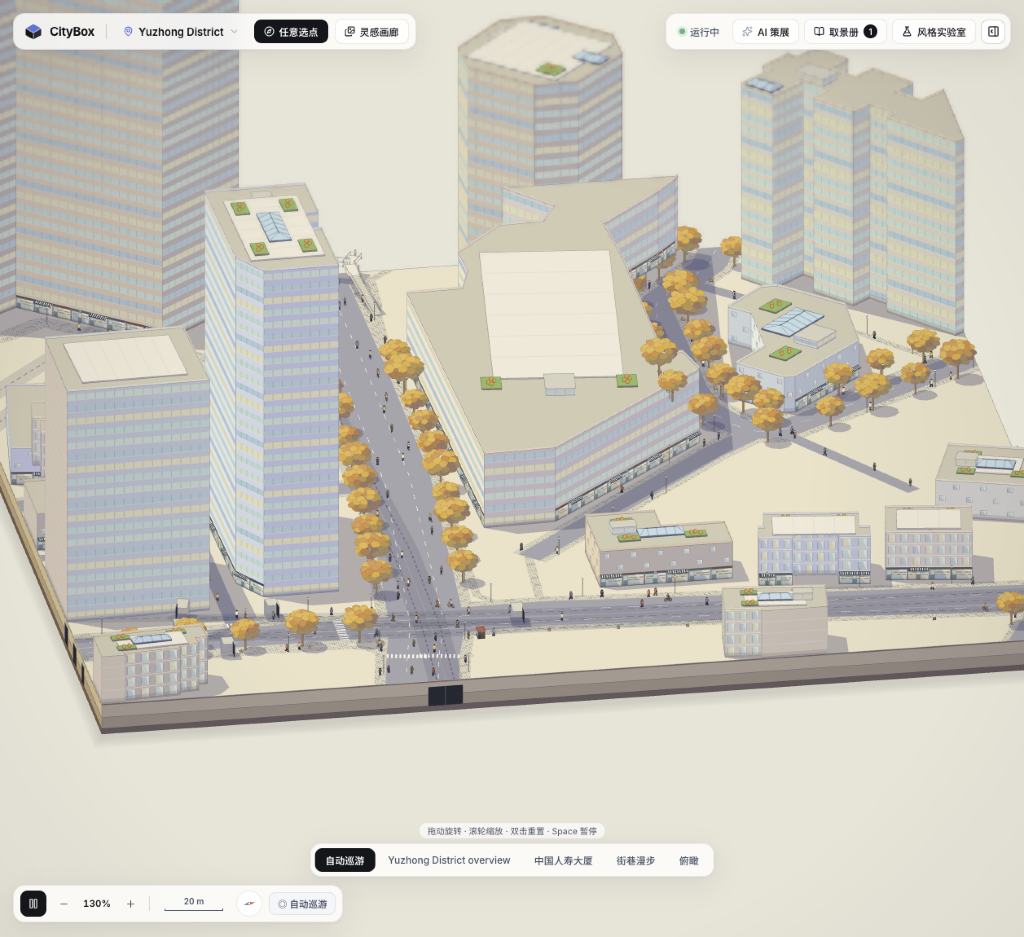 CityBox
Yuzhong District
任意选点
灵感画廊
运行中
AI 策展
取景册 1
风格实验室
拖动旋转 · 滚轮缩放 · 双击重置 · Space 暂停
自动巡游
Yuzhong District overview
中国人寿大厦
街巷漫步
俯瞰
130%
20 m
自动巡游